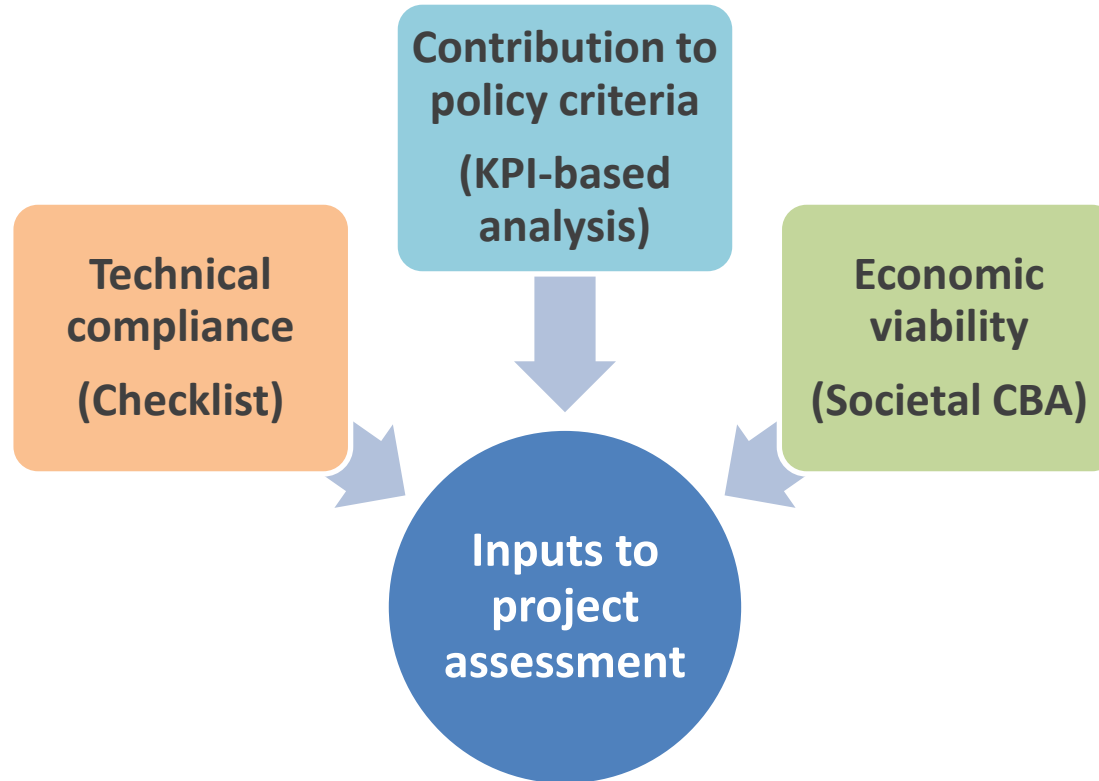 Contribution to
policy criteria
(KPI-based
analysis)
Technical
compliance
(Checklist)
Economic
viability
(Societal CBA)
Inputs to
project
assessment